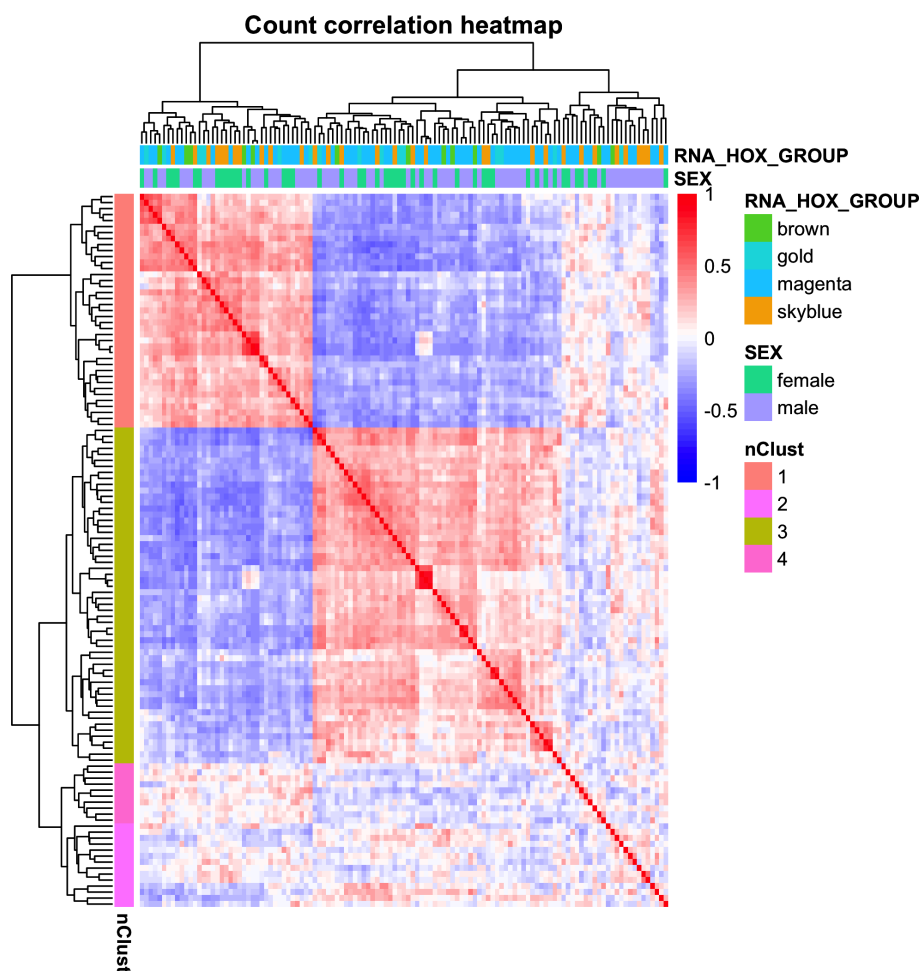 Count correlation heatmap
RNA_HOX_GROUP
SEX
1
0.5
0
-0.5
-1
RNA_HOX_GROUP
brown
gold
magenta
skyblue
SEX
female
male
nClust
1
2
3
4
nClust